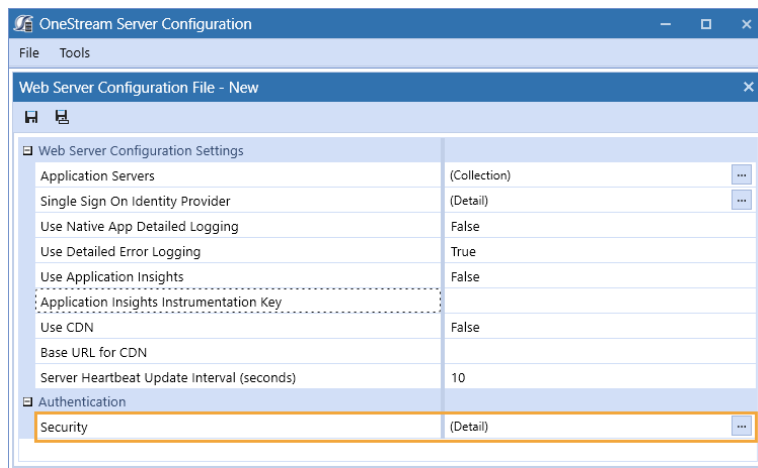 OneStream Server Configuration
File Tools
Web Server Configuration File - New
Web Server Configuration Settings
Application Servers (Collection) ...
Single Sign On Identity Provider (Detail) ...
Use Native App Detailed Logging False
Use Detailed Error Logging True
Use Application Insights False
Application Insights Instrumentation Key
Use CDN False
Base URL for CDN
Server Heartbeat Update Interval (seconds) 10
Authentication
Security (Detail) ...